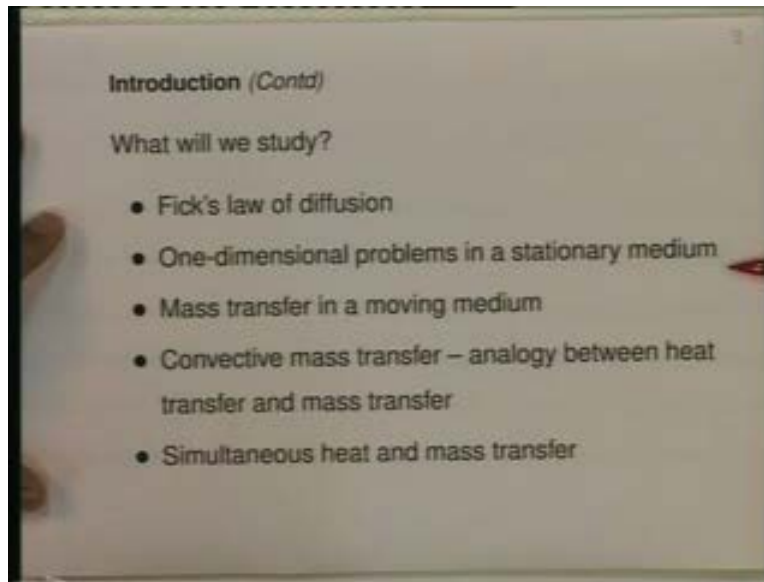 Introduction (Contd)
What will we study?
• Fick's law of diffusion
• One-dimensional problems in a stationary medium
• Mass transfer in a moving medium
• Convective mass transfer – analogy between heat
transfer and mass transfer
• Simultaneous heat and mass transfer